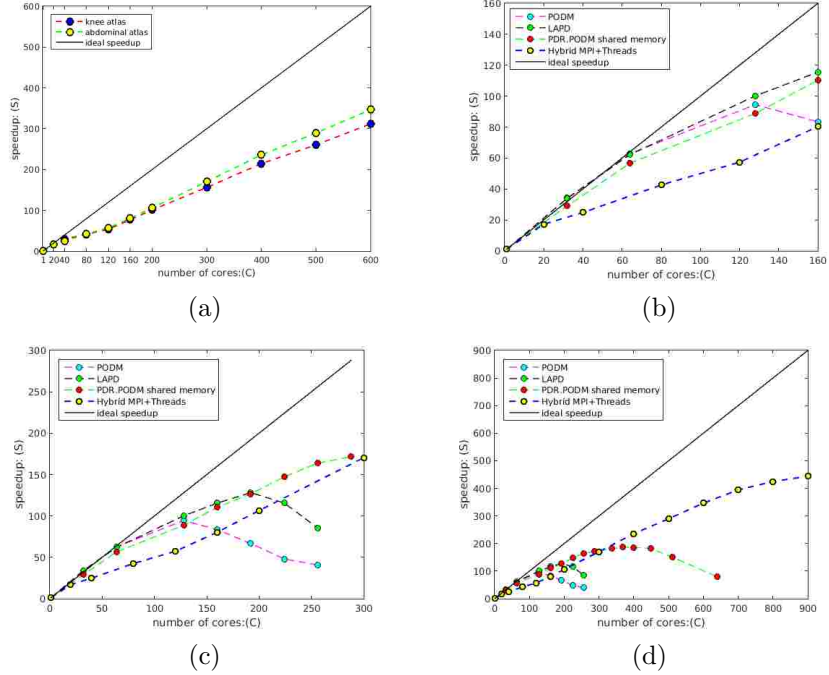 600
500
400
300
200
100
0
speedup: (S)
knee atlas
abdominal atlas
ideal speedup
1 20 40 80 120 160 200 300 400 500 600
number of cores:(C)
(a)
160
140
120
100
80
60
40
20
0
speedup: (S)
PODM
LAPD
PDR.PODM shared memory
Hybrid MPI+Threads
ideal speedup
0 20 40 60 80 100 120 140 160
number of cores:(C)
(b)
300
250
200
150
100
50
0
speedup: (S)
PODM
LAPD
PDR.PODM shared memory
Hybrid MPI+Threads
ideal speedup
0 50 100 150 200 250 300
number of cores:(C)
(c)
900
800
700
600
500
400
300
200
100
0
speedup: (S)
PODM
LAPD
PDR.PODM shared memory
Hybrid MPI+Threads
ideal speedup
0 100 200 300 400 500 600 700 800 900
number of cores:(C)
(d)